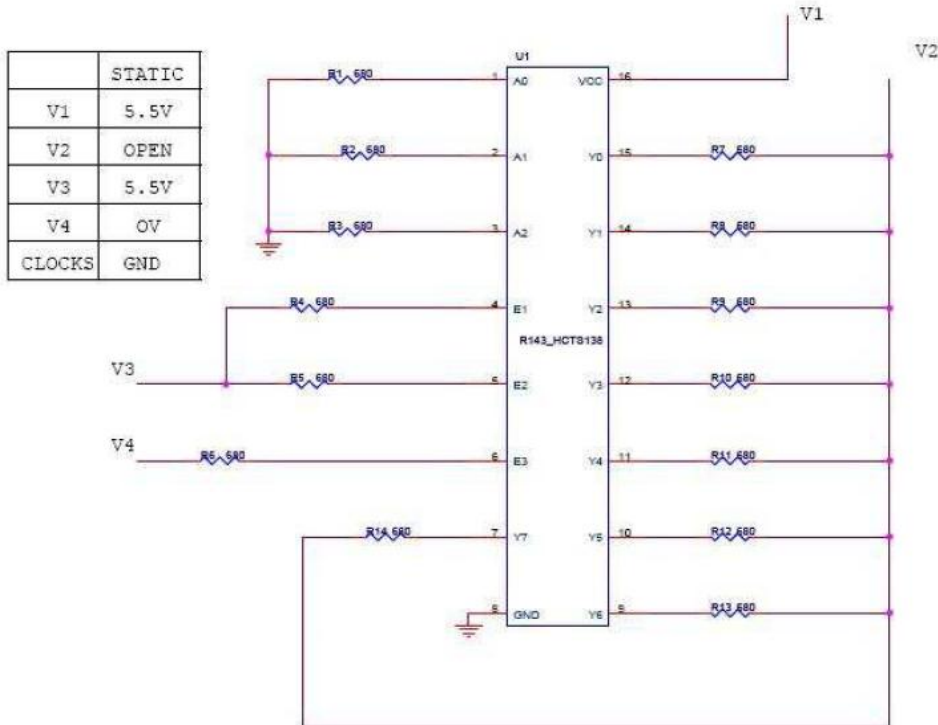 V1
V2
STATIC
V1 5.5V
V2 OPEN
V3 5.5V
V4 0V
CLOCKS GND
U1
R1 680 1 A0 VCC 16
R2 680 2 A1 Y0 15 R7 680
R3 680 3 A2 Y1 14 R8 680
R4 680 4 E1 Y2 13 R9 680
R143_HCTS138
V3 R5 680 5 E2 Y3 12 R10 680
V4 R6 680 6 E3 Y4 11 R11 680
R14 680 7 Y7 Y5 10 R12 680
8 GND Y6 9 R13 680